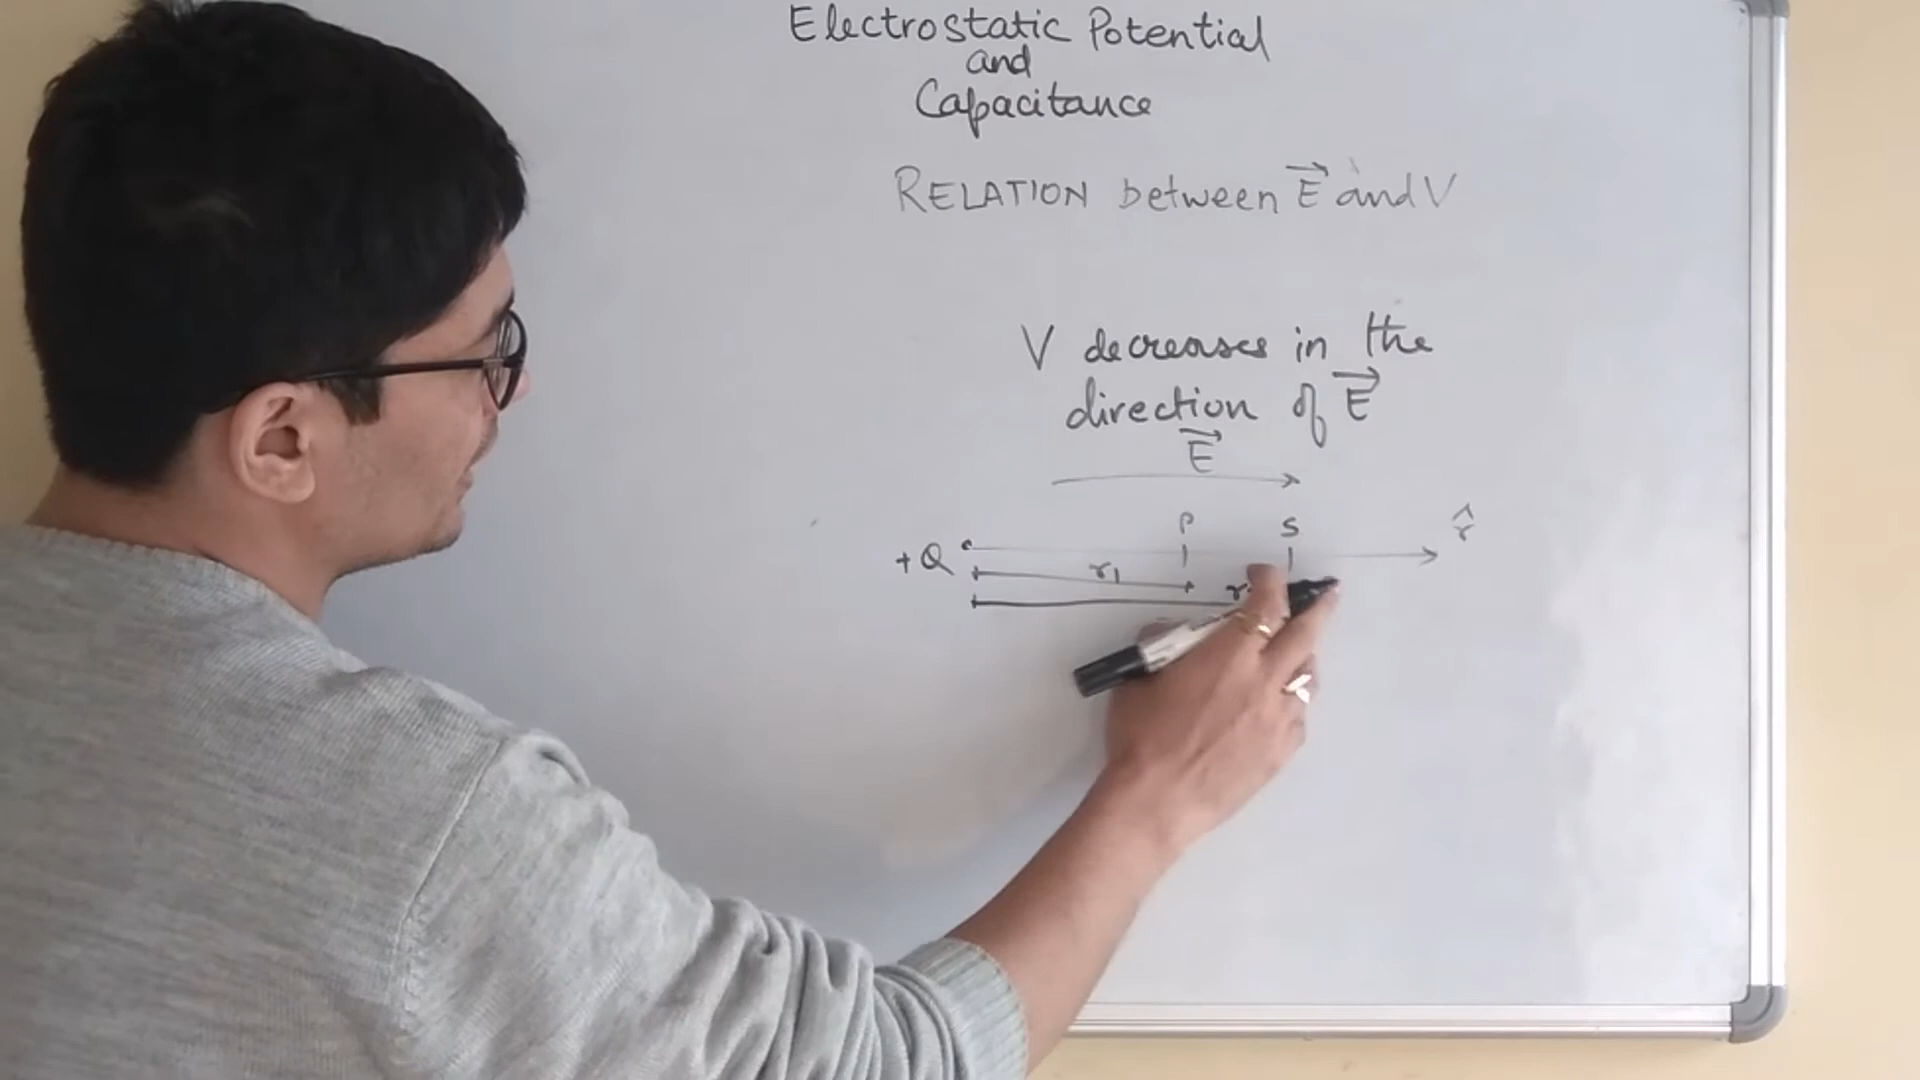 Electrostatic Potential
and
Capacitance
RELATION between E⃗ and V
V decreases in the
direction of E⃗
E⃗
P S r̂
+Q
r₁